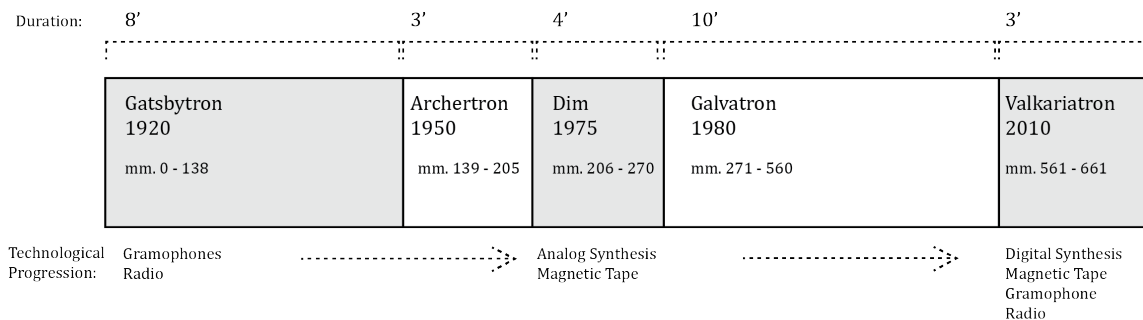 Duration: 8’ 3’ 4’ 10’ 3’
Gatsbytron Archertron Dim Galvatron Valkariatron
1920 1950 1975 1980 2010
mm. 0 - 138 mm. 139 - 205 mm. 206 - 270 mm. 271 - 560 mm. 561 - 661
Technological Gramophones Analog Synthesis Digital Synthesis
Progression: Radio Magnetic Tape Magnetic Tape
Gramophone
Radio